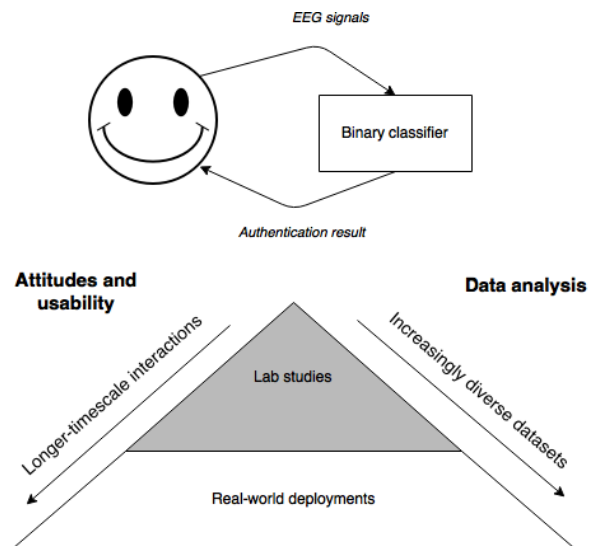 EEG signals
Binary classifier
Authentication result
Attitudes and
usability
Data analysis
Longer-timescale interactions
Increasingly diverse datasets
Lab studies
Real-world deployments